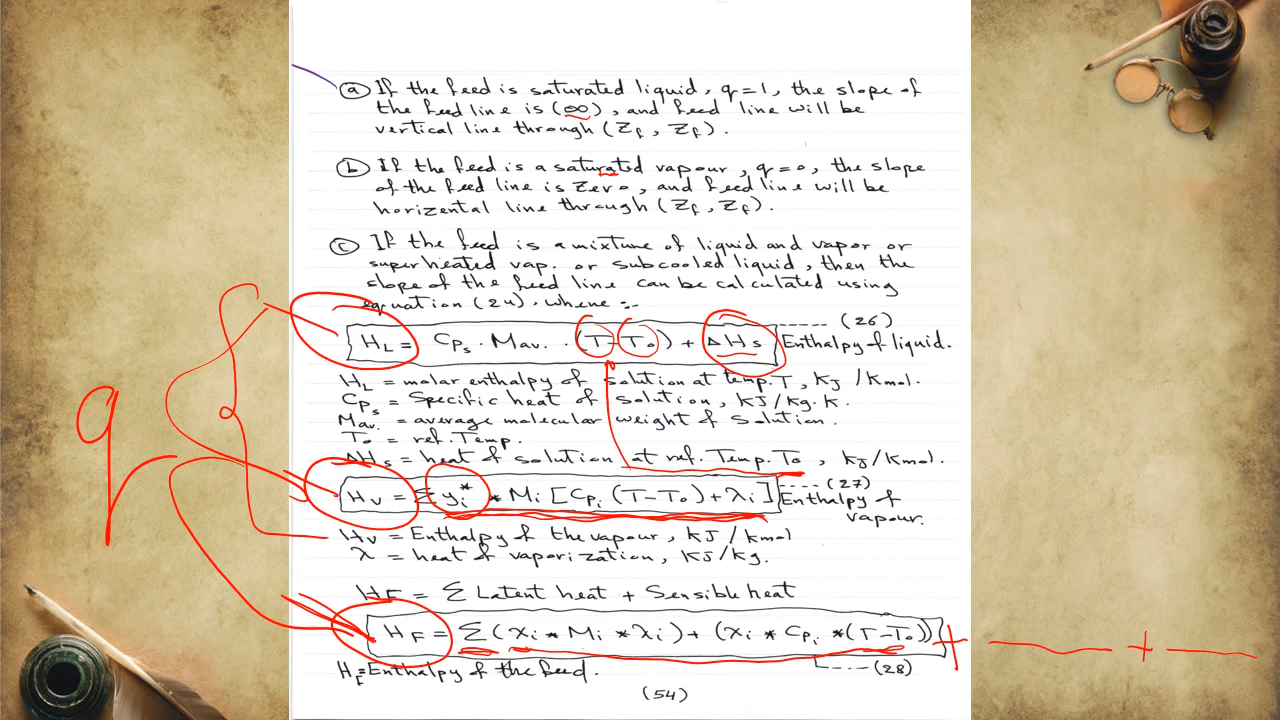 ⓐ If the feed is saturated liquid, q=1, the slope of
the feed line is (∞), and feed line will be
vertical line through (Zf, Zf).
ⓑ If the feed is a saturated vapour, q=0, the slope
of the feed line is Zero, and feed line will be
horizental line through (Zf, Zf).
ⓒ If the feed is a mixture of liquid and vapor or
superheated vap. or subcooled liquid, then the
slope of the feed line can be calculated using
equation (24), where :-
HL = CPs . Mav. . (T-To) + ΔHs ----- (26) Enthalpy of liquid.
HL = molar enthalpy of solution at temp. T, KJ/Kmol.
CPs = Specific heat of solution, KJ/Kg.K.
Mav. = average molecular weight of solution.
To = ref. Temp.
ΔHs = heat of solution at ref. Temp. To, KJ/Kmol.
Hv = Σ yi* * Mi [CPi (T-To) + λi] ----- (27) Enthalpy of
vapour.
Hv = Enthalpy of the vapour, KJ/Kmol
λ = heat of vaporization, KJ/Kg.
HF = Σ Latent heat + Sensible heat
q
HF = Σ (xi * Mi * λi) + (xi * CPi * (T-To)) + +
HF = Enthalpy of the feed. ---- (28)
(54)